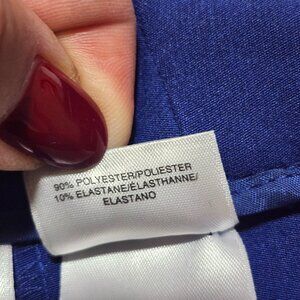 90% POLYESTER/POLIESTER
10% ELASTANE/ÉLASTHANNE/
ELASTANO